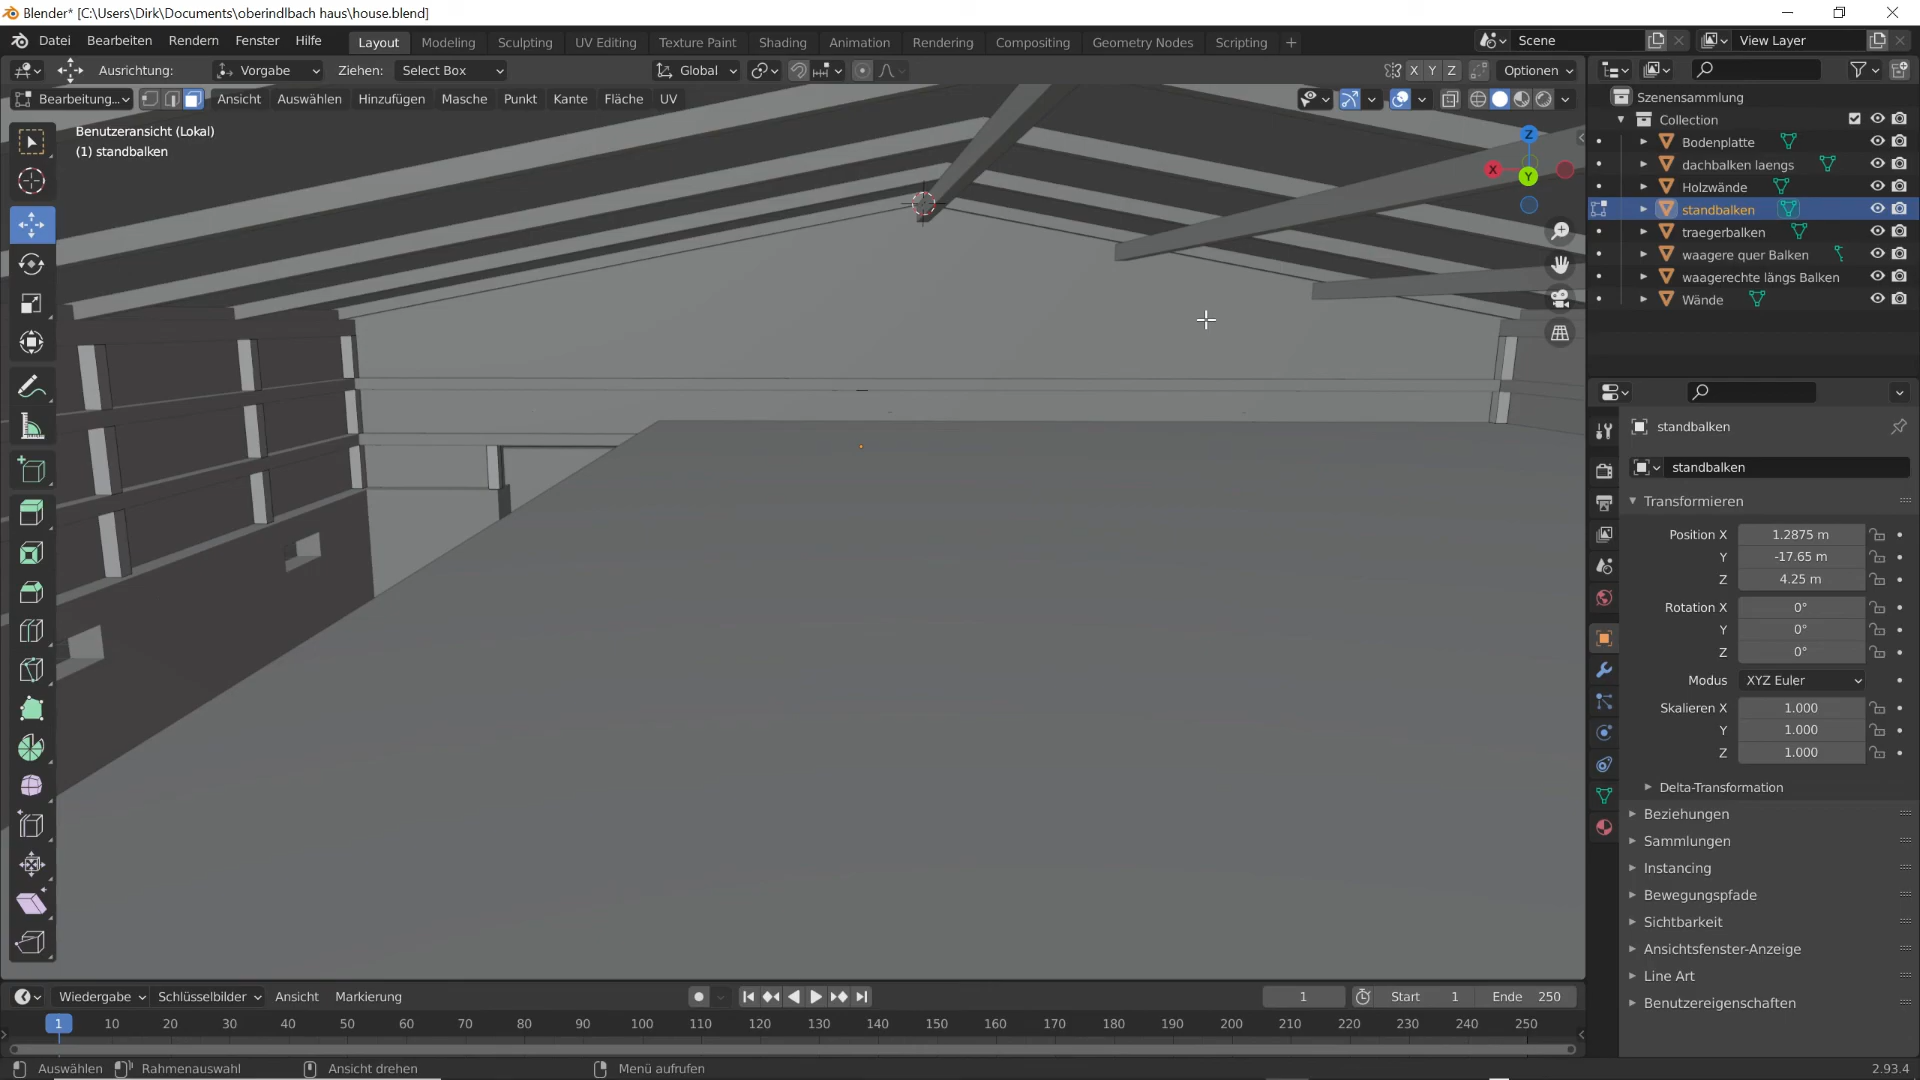 Blender* [C:\Users\Dirk\Documents\oberindlbach haus\house.blend]
Datei Bearbeiten Rendern Fenster Hilfe Layout Modeling Sculpting UV Editing Texture Paint Shading Animation Rendering Compositing Geometry Nodes Scripting + Scene View Layer
Ausrichtung: Vorgabe Ziehen: Select Box Global X Y Z Optionen
Bearbeitung... Ansicht Auswählen Hinzufügen Masche Punkt Kante Fläche UV
Benutzeransicht (Lokal)
(1) standbalken
Z
X
Y
Szenensammlung
Collection
Bodenplatte
dachbalken laengs
Holzwände
standbalken
traegerbalken
waagere quer Balken
waagerechte längs Balken
Wände
standbalken
standbalken
Transformieren
Position X 1.2875 m
Y -17.65 m
Z 4.25 m
Rotation X 0°
Y 0°
Z 0°
Modus XYZ Euler
Skalieren X 1.000
Y 1.000
Z 1.000
Delta-Transformation
Beziehungen
Sammlungen
Instancing
Bewegungspfade
Sichtbarkeit
Ansichtsfenster-Anzeige
Line Art
Benutzereigenschaften
Wiedergabe Schlüsselbilder Ansicht Markierung 1 Start 1 Ende 250
1 10 20 30 40 50 60 70 80 90 100 110 120 130 140 150 160 170 180 190 200 210 220 230 240 250
Auswählen Rahmenauswahl Ansicht drehen Menü aufrufen 2.93.4